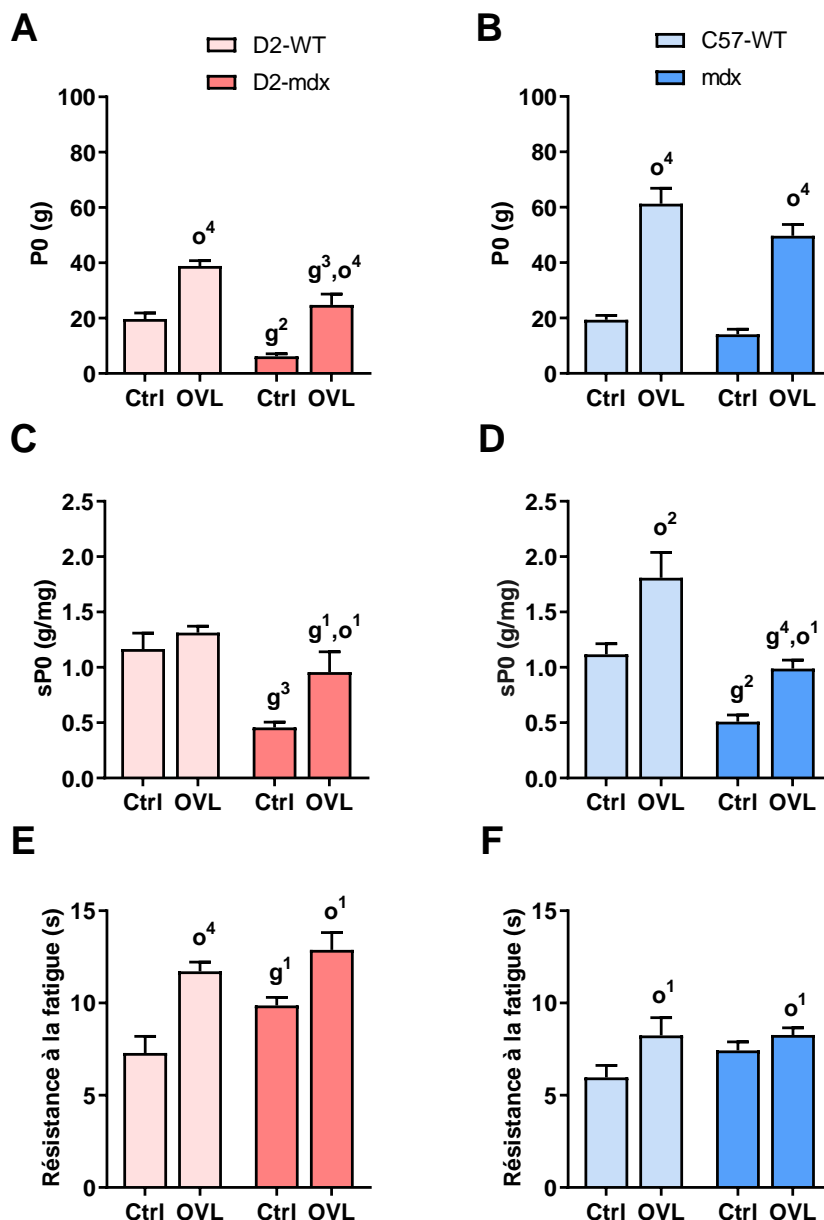 A
D2-WT
D2-mdx
P0 (g)
100
80
60
40
20
0
o⁴
g²
g³,o⁴
Ctrl OVL Ctrl OVL
B
C57-WT
mdx
P0 (g)
100
80
60
40
20
0
o⁴
o⁴
Ctrl OVL Ctrl OVL
C
sP0 (g/mg)
2.5
2.0
1.5
1.0
0.5
0.0
g³
g¹,o¹
Ctrl OVL Ctrl OVL
D
sP0 (g/mg)
2.5
2.0
1.5
1.0
0.5
0.0
o²
g²
g⁴,o¹
Ctrl OVL Ctrl OVL
E
Résistance à la fatigue (s)
15
10
5
0
o⁴
g¹
o¹
Ctrl OVL Ctrl OVL
F
Résistance à la fatigue (s)
15
10
5
0
o¹
o¹
Ctrl OVL Ctrl OVL